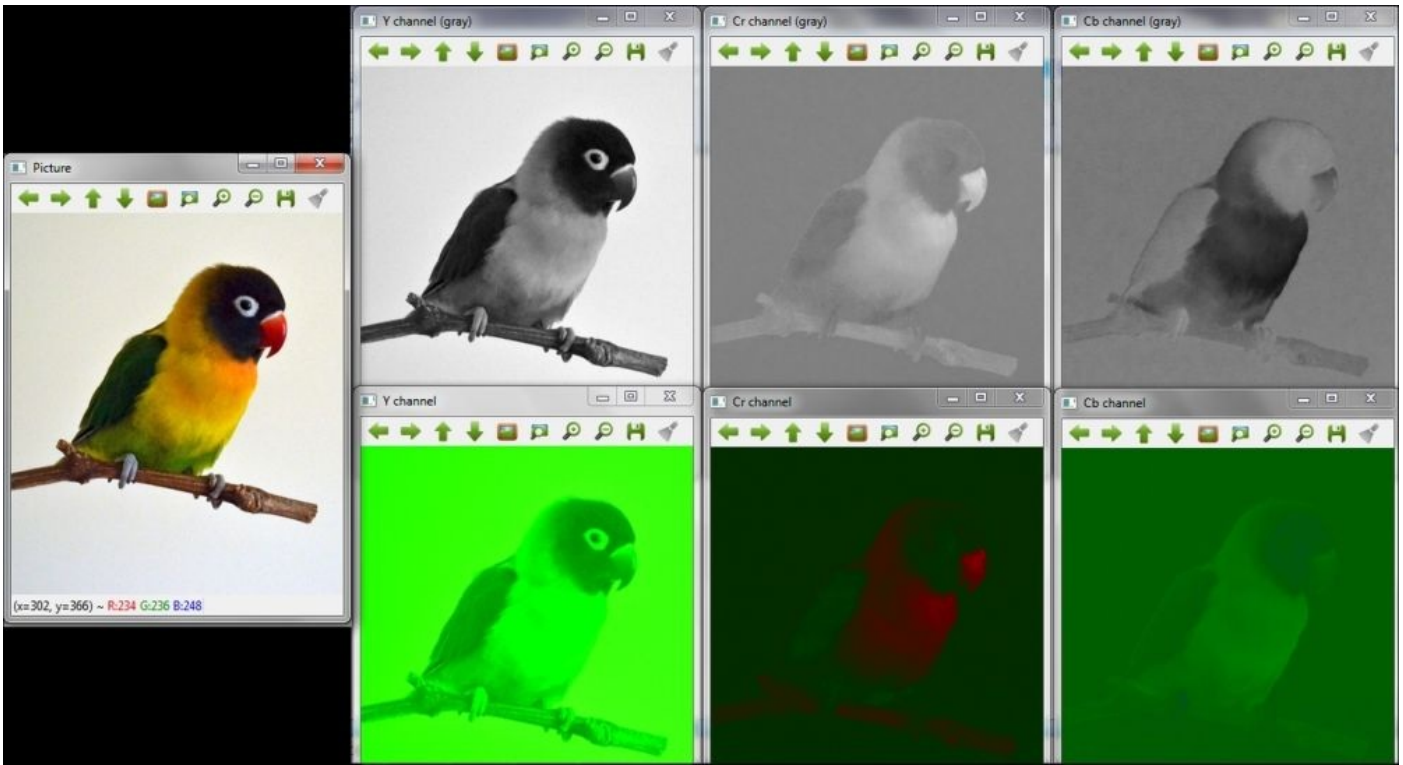 Picture
(x=302, y=366) ~ R:234 G:236 B:248
Y channel (gray)
Cr channel (gray)
Cb channel (gray)
Y channel
Cr channel
Cb channel